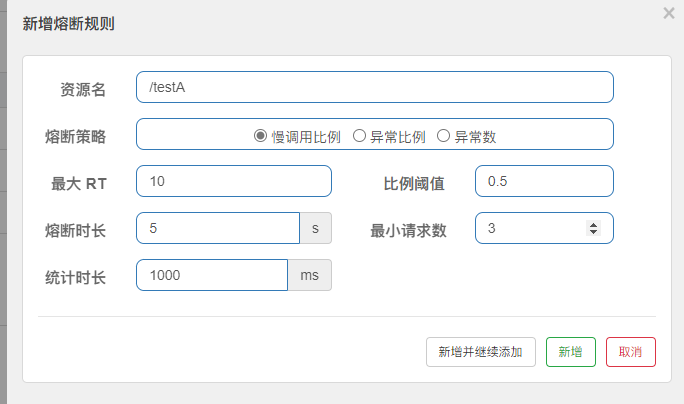 新增熔断规则
×
资源名 /testA
熔断策略 慢调用比例 异常比例 异常数
最大 RT 10 比例阈值 0.5
熔断时长 5 s 最小请求数 3
统计时长 1000 ms
新增并继续添加 新增 取消